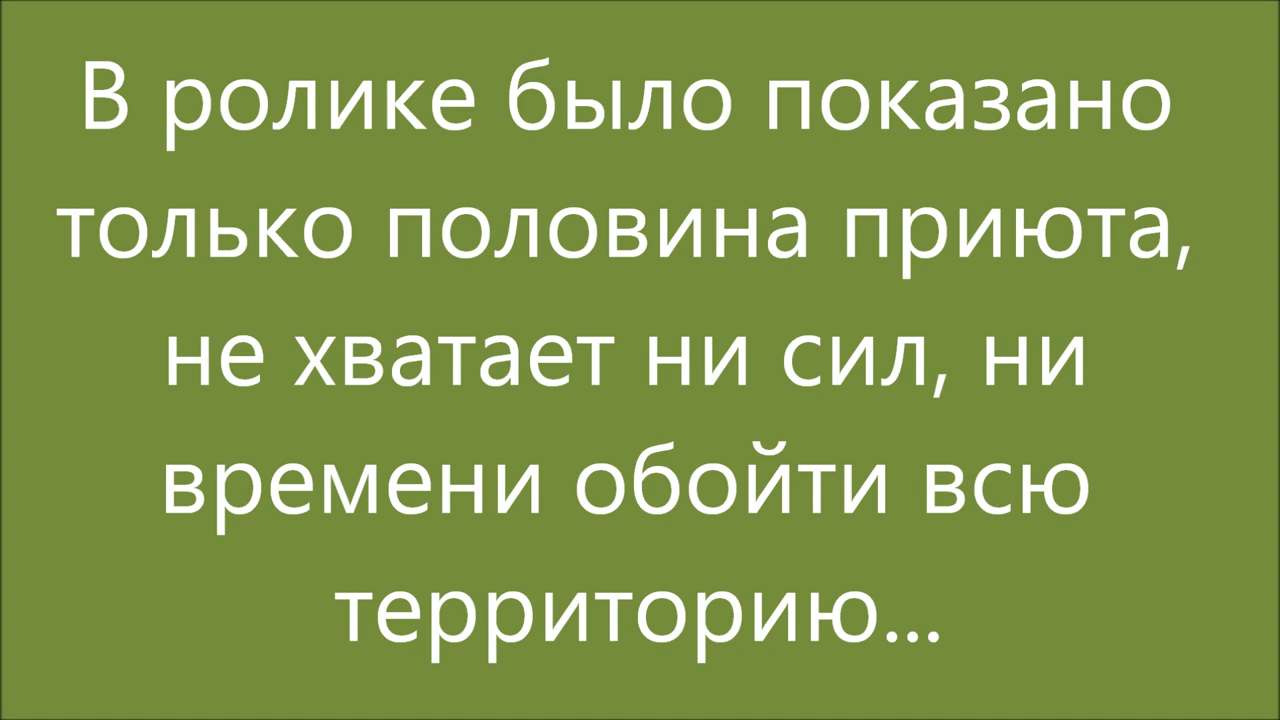 В ролике было показано
только половина приюта,
не хватает ни сил, ни
времени обойти всю
территорию...